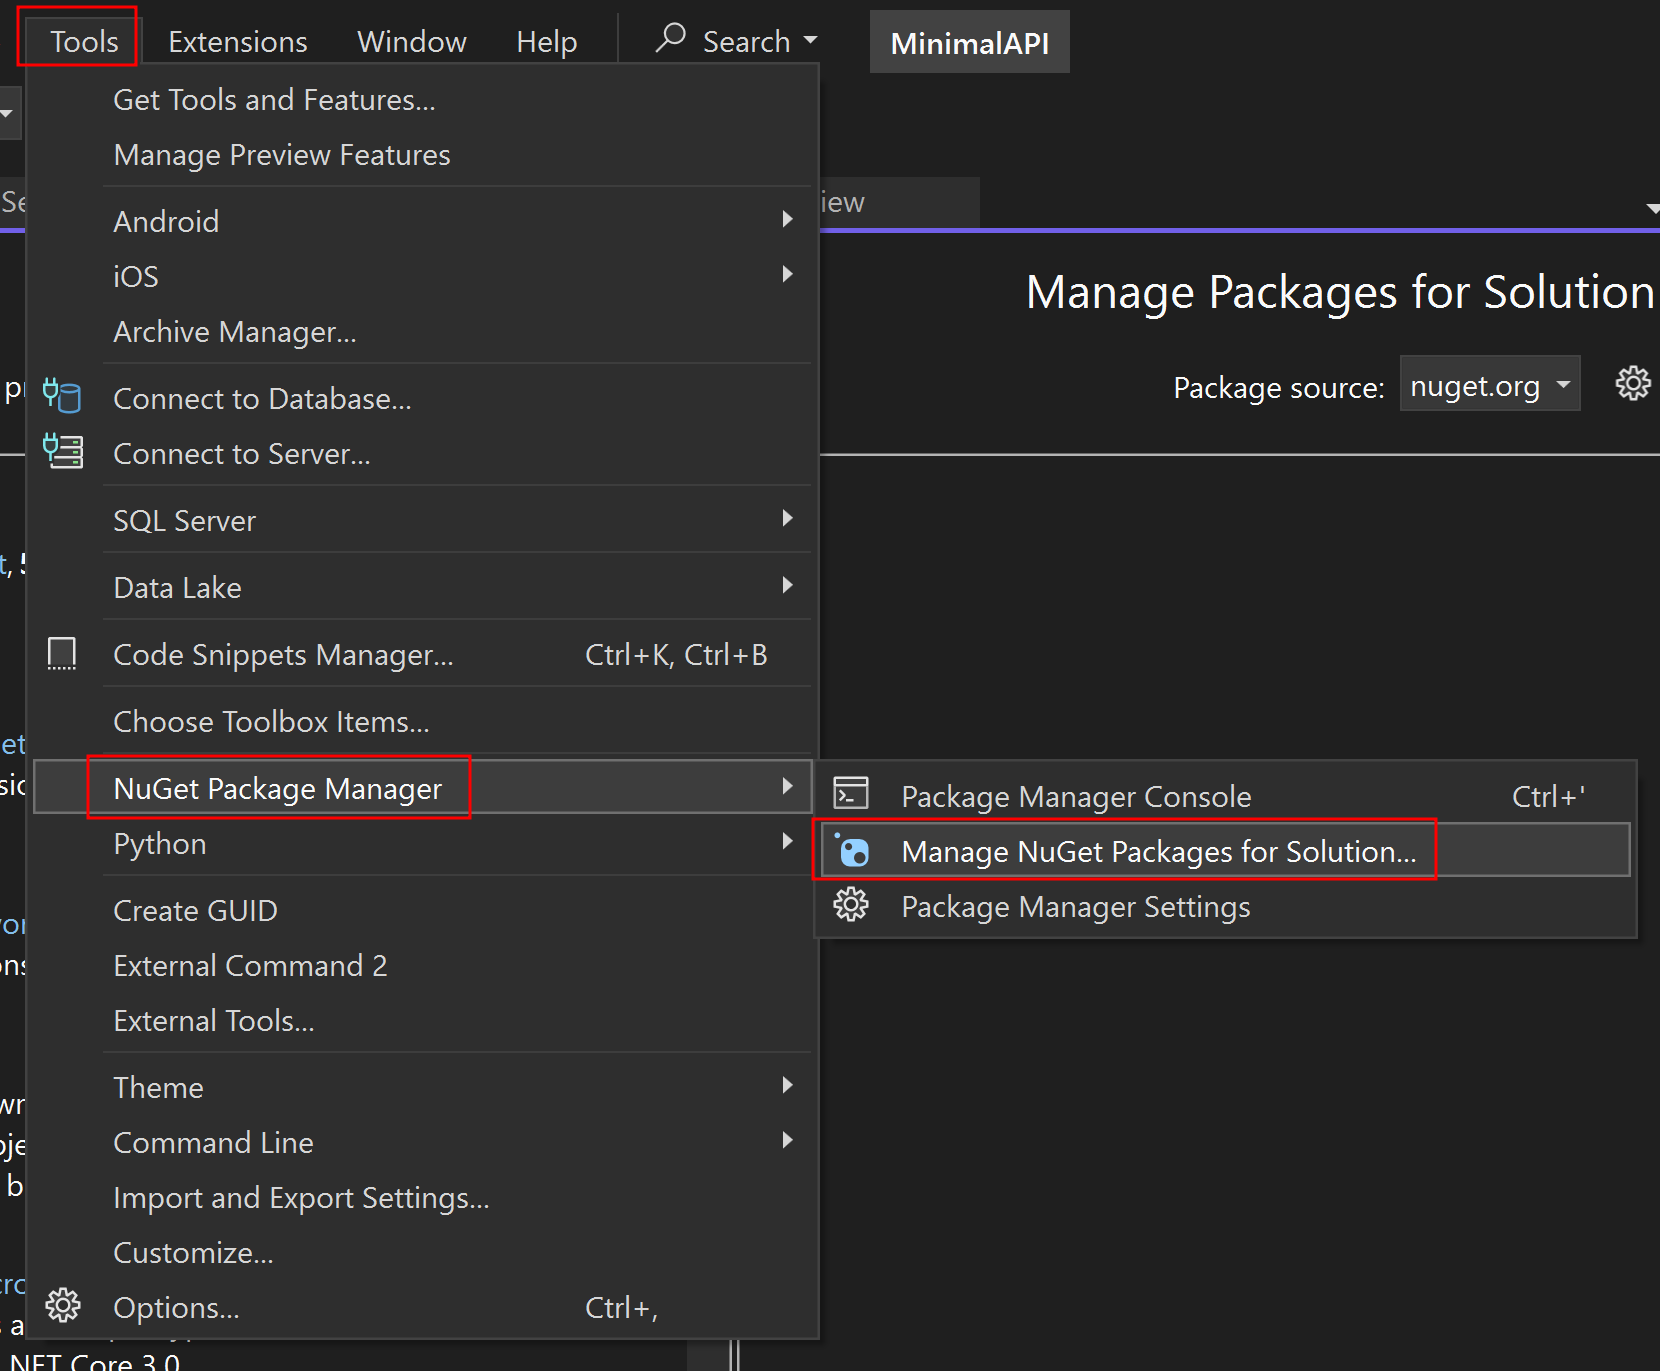 Tools Extensions Window Help Search MinimalAPI
Get Tools and Features...
Manage Preview Features
Android
iOS
Archive Manager...
Manage Packages for Solution
Package source: nuget.org
Connect to Database...
Connect to Server...
SQL Server
Data Lake
Code Snippets Manager... Ctrl+K, Ctrl+B
Choose Toolbox Items...
NuGet Package Manager
Package Manager Console Ctrl+'
Manage NuGet Packages for Solution...
Package Manager Settings
Python
Create GUID
External Command 2
External Tools...
Theme
Command Line
Import and Export Settings...
Customize...
Options... Ctrl+,
.NET Core 3.0